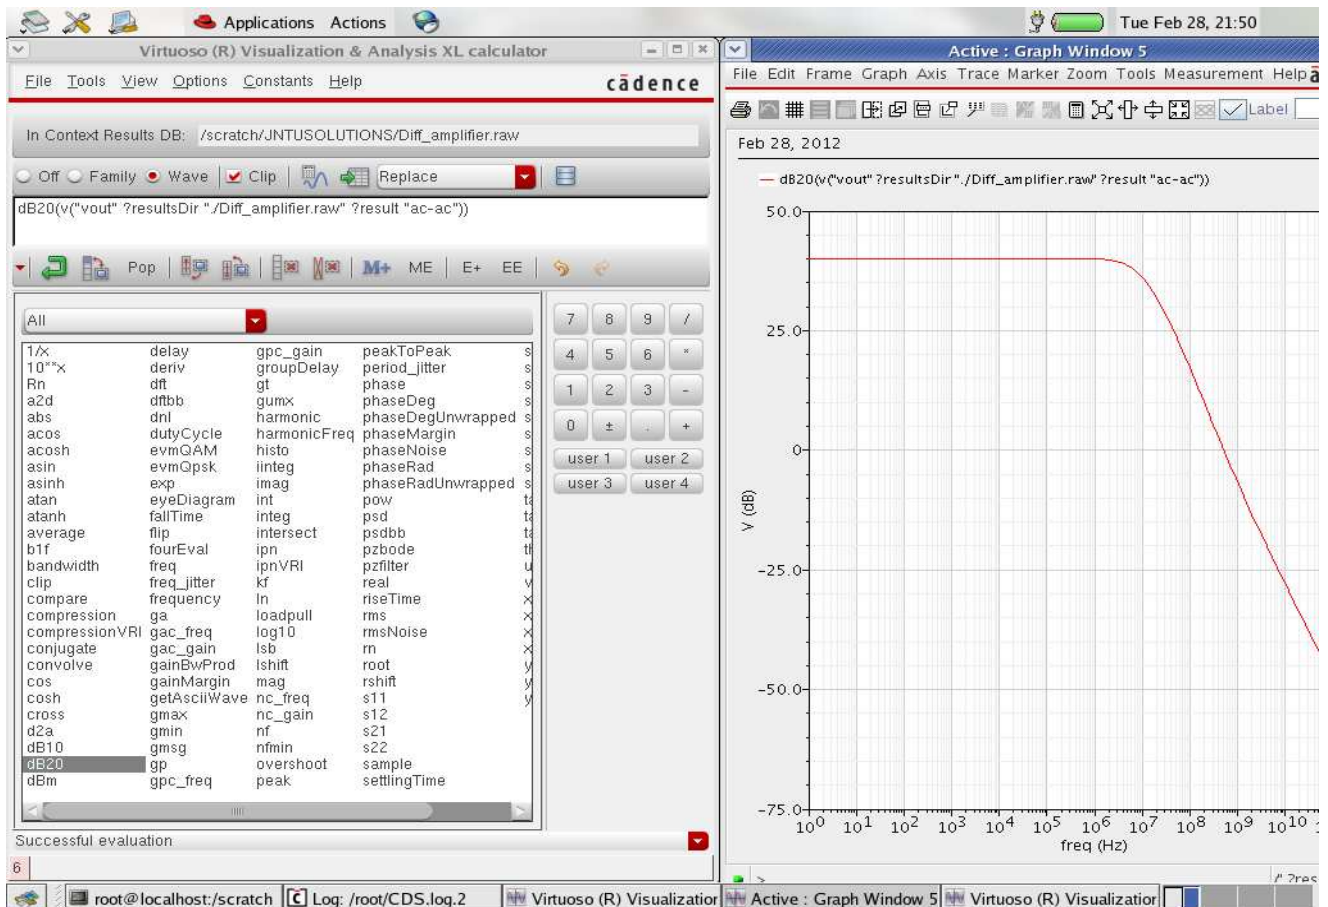 Applications Actions
Tue Feb 28, 21:50
Virtuoso (R) Visualization & Analysis XL calculator
File Tools View Options Constants Help
cādence
In Context Results DB: /scratch/JNTUSOLUTIONS/Diff_amplifier.raw
Off Family Wave Clip Replace
dB20(v("vout" ?resultsDir "./Diff_amplifier.raw" ?result "ac-ac"))
Pop M+ ME E+ EE
All
1/x delay gpc_gain peakToPeak s
10**x deriv groupDelay period_jitter s
Rn dft gt phase s
a2d dftbb gumx phaseDeg s
abs dnl harmonic phaseDegUnwrapped s
acos dutyCycle harmonicFreq phaseMargin s
acosh evmQAM histo phaseNoise s
asin evmQpsk iinteg phaseRad s
asinh exp imag phaseRadUnwrapped s
atan eyeDiagram int pow ta
atanh fallTime integ psd ta
average flip intersect psdbb ta
b1f fourEval ipn pzbode th
bandwidth freq ipnVRI pzfilter u
clip freq_jitter kf real v
compare frequency ln riseTime x
compression ga loadpull rms x
compressionVRI gac_freq log10 rmsNoise x
conjugate gac_gain lsb rn x
convolve gainBwProd lshift root y
cos gainMargin mag rshift y
cosh getAsciiWave nc_freq s11 y
cross gmax nc_gain s12
d2a gmin nf s21
dB10 gmsg nfmin s22
dB20 gp overshoot sample
dBm gpc_freq peak settlingTime
7 8 9 /
4 5 6 *
1 2 3 -
0 ± . +
user 1 user 2
user 3 user 4
Successful evaluation
6
Active : Graph Window 5
File Edit Frame Graph Axis Trace Marker Zoom Tools Measurement Help
Label
Feb 28, 2012
dB20(v("vout" ?resultsDir "./Diff_amplifier.raw" ?result "ac-ac"))
50.0
25.0
0
-25.0
-50.0
-75.0
V (dB)
10⁰ 10¹ 10² 10³ 10⁴ 10⁵ 10⁶ 10⁷ 10⁸ 10⁹ 10¹⁰
freq (Hz)
>
/" ?res
root@localhost:/scratch
Log: /root/CDS.log.2
Virtuoso (R) Visualization
Active : Graph Window 5
Virtuoso (R) Visualization